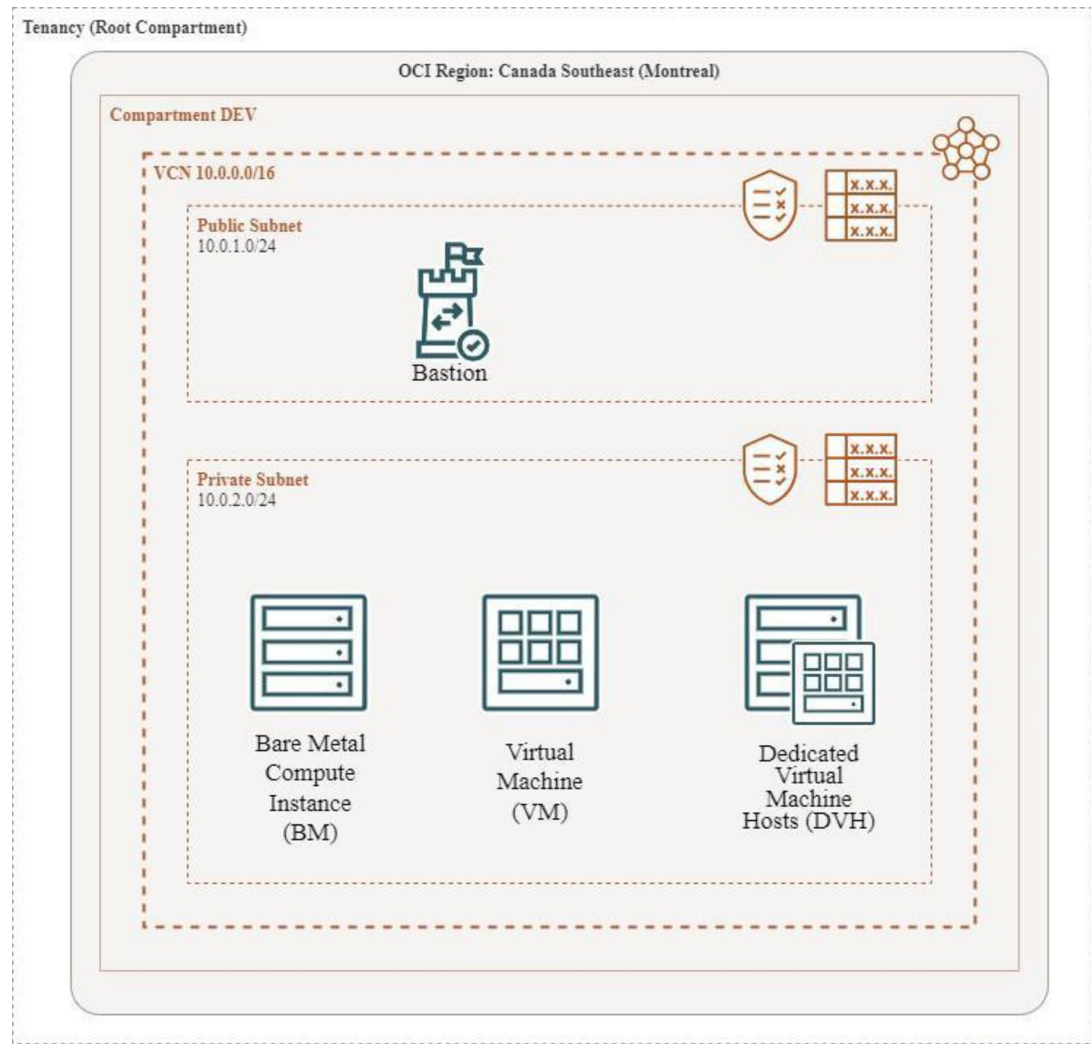 Tenancy (Root Compartment)
OCI Region: Canada Southeast (Montreal)
Compartment DEV
VCN 10.0.0.0/16
x.x.x.
x.x.x.
x.x.x.
Public Subnet
10.0.1.0/24
Bastion
x.x.x.
x.x.x.
x.x.x.
Private Subnet
10.0.2.0/24
Bare Metal
Compute
Instance
(BM)
Virtual
Machine
(VM)
Dedicated
Virtual
Machine
Hosts (DVH)